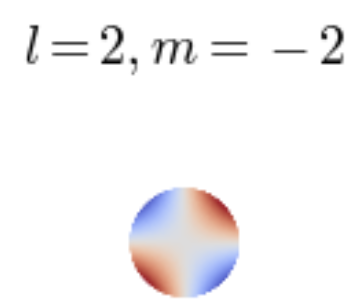 l = 2, m = − 2